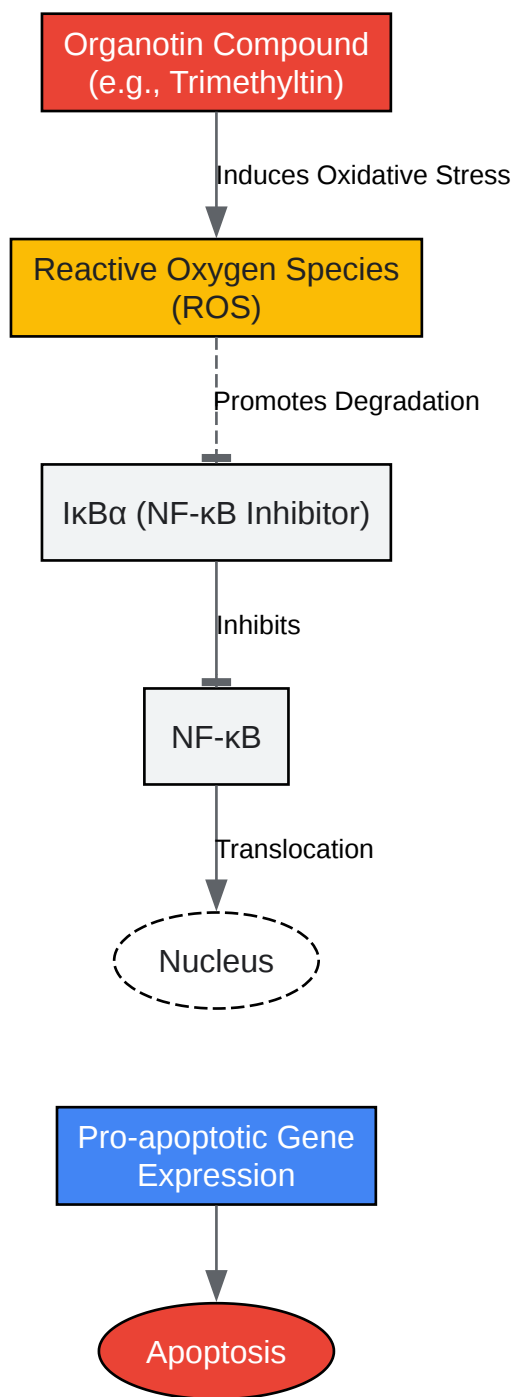 Organotin Compound
(e.g., Trimethyltin)
Induces Oxidative Stress
Reactive Oxygen Species
(ROS)
Promotes Degradation
IκBα (NF-κB Inhibitor)
Inhibits
NF-κB
Translocation
Nucleus
Pro-apoptotic Gene
Expression
Apoptosis